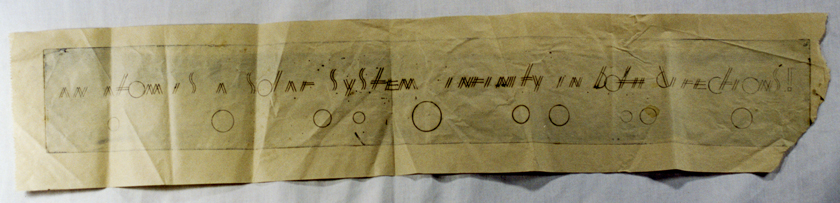 AN ATOM IS A SOLAR SYSTEM INFINITY IN BOTH DIRECTIONS!